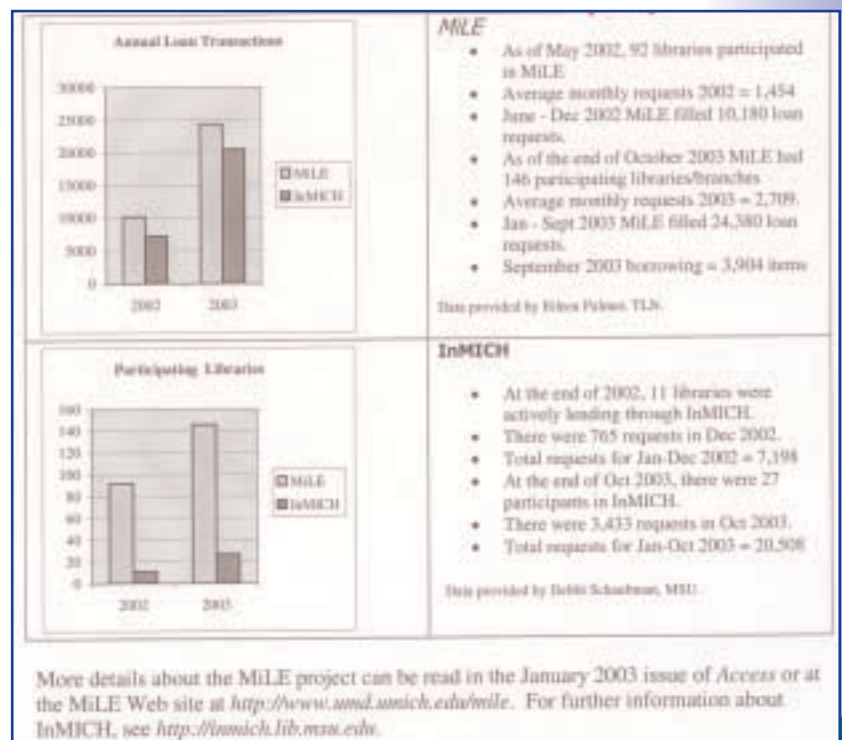 Annual Loan Transactions
30000
25000
20000
15000
10000
5000
0
2002
2003
MiLE
InMICH
MiLE
• As of May 2002, 92 libraries participated
in MiLE
• Average monthly requests 2002 = 1,454
• June - Dec 2002 MiLE filled 10,180 loan
requests.
• As of the end of October 2003 MiLE had
146 participating libraries/branches
• Average monthly requests 2003 = 2,709.
• Jan - Sept 2003 MiLE filled 24,380 loan
requests.
• September 2003 borrowing = 3,904 items
Data provided by Eileen Palmer, TLN.
Participating Libraries
160
140
120
100
80
60
40
20
0
2002
2003
MiLE
InMICH
InMICH
• At the end of 2002, 11 libraries were
actively lending through InMICH.
• There were 765 requests in Dec 2002.
• Total requests for Jan-Dec 2002 = 7,198
• At the end of Oct 2003, there were 27
participants in InMICH.
• There were 3,433 requests in Oct 2003.
• Total requests for Jan-Oct 2003 = 20,508
Data provided by Debbi Schaubman, MSU.
More details about the MiLE project can be read in the January 2003 issue of Access or at
the MiLE Web site at http://www.umd.umich.edu/mile. For further information about
InMICH, see http://inmich.lib.msu.edu.